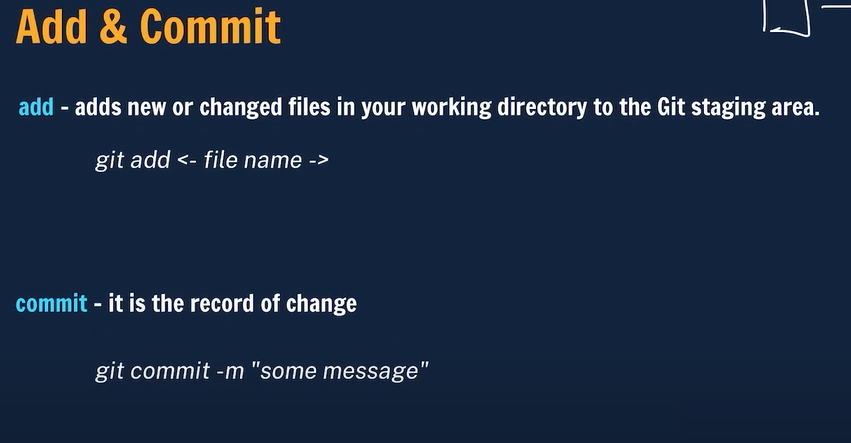 Add & Commit
add - adds new or changed files in your working directory to the Git staging area.
git add <- file name ->
commit - it is the record of change
git commit -m "some message"